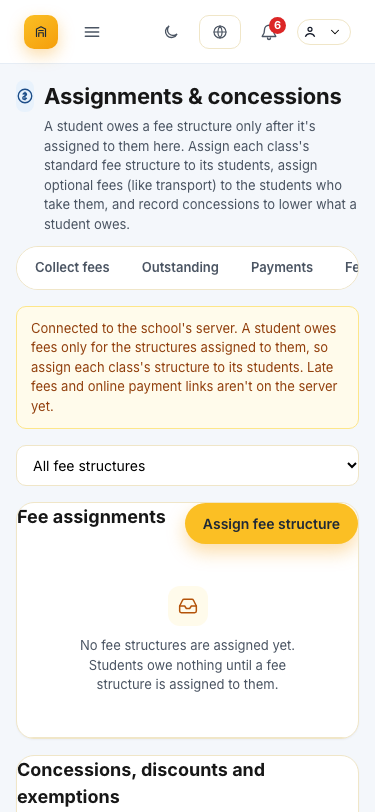 6
Assignments & concessions
A student owes a fee structure only after it's
assigned to them here. Assign each class's
standard fee structure to its students, assign
optional fees (like transport) to the students who
take them, and record concessions to lower what a
student owes.
Collect fees Outstanding Payments Fe
Connected to the school's server. A student owes
fees only for the structures assigned to them, so
assign each class's structure to its students. Late
fees and online payment links aren't on the server
yet.
All fee structures
Fee assignments Assign fee structure
No fee structures are assigned yet.
Students owe nothing until a fee
structure is assigned to them.
Concessions, discounts and
exemptions